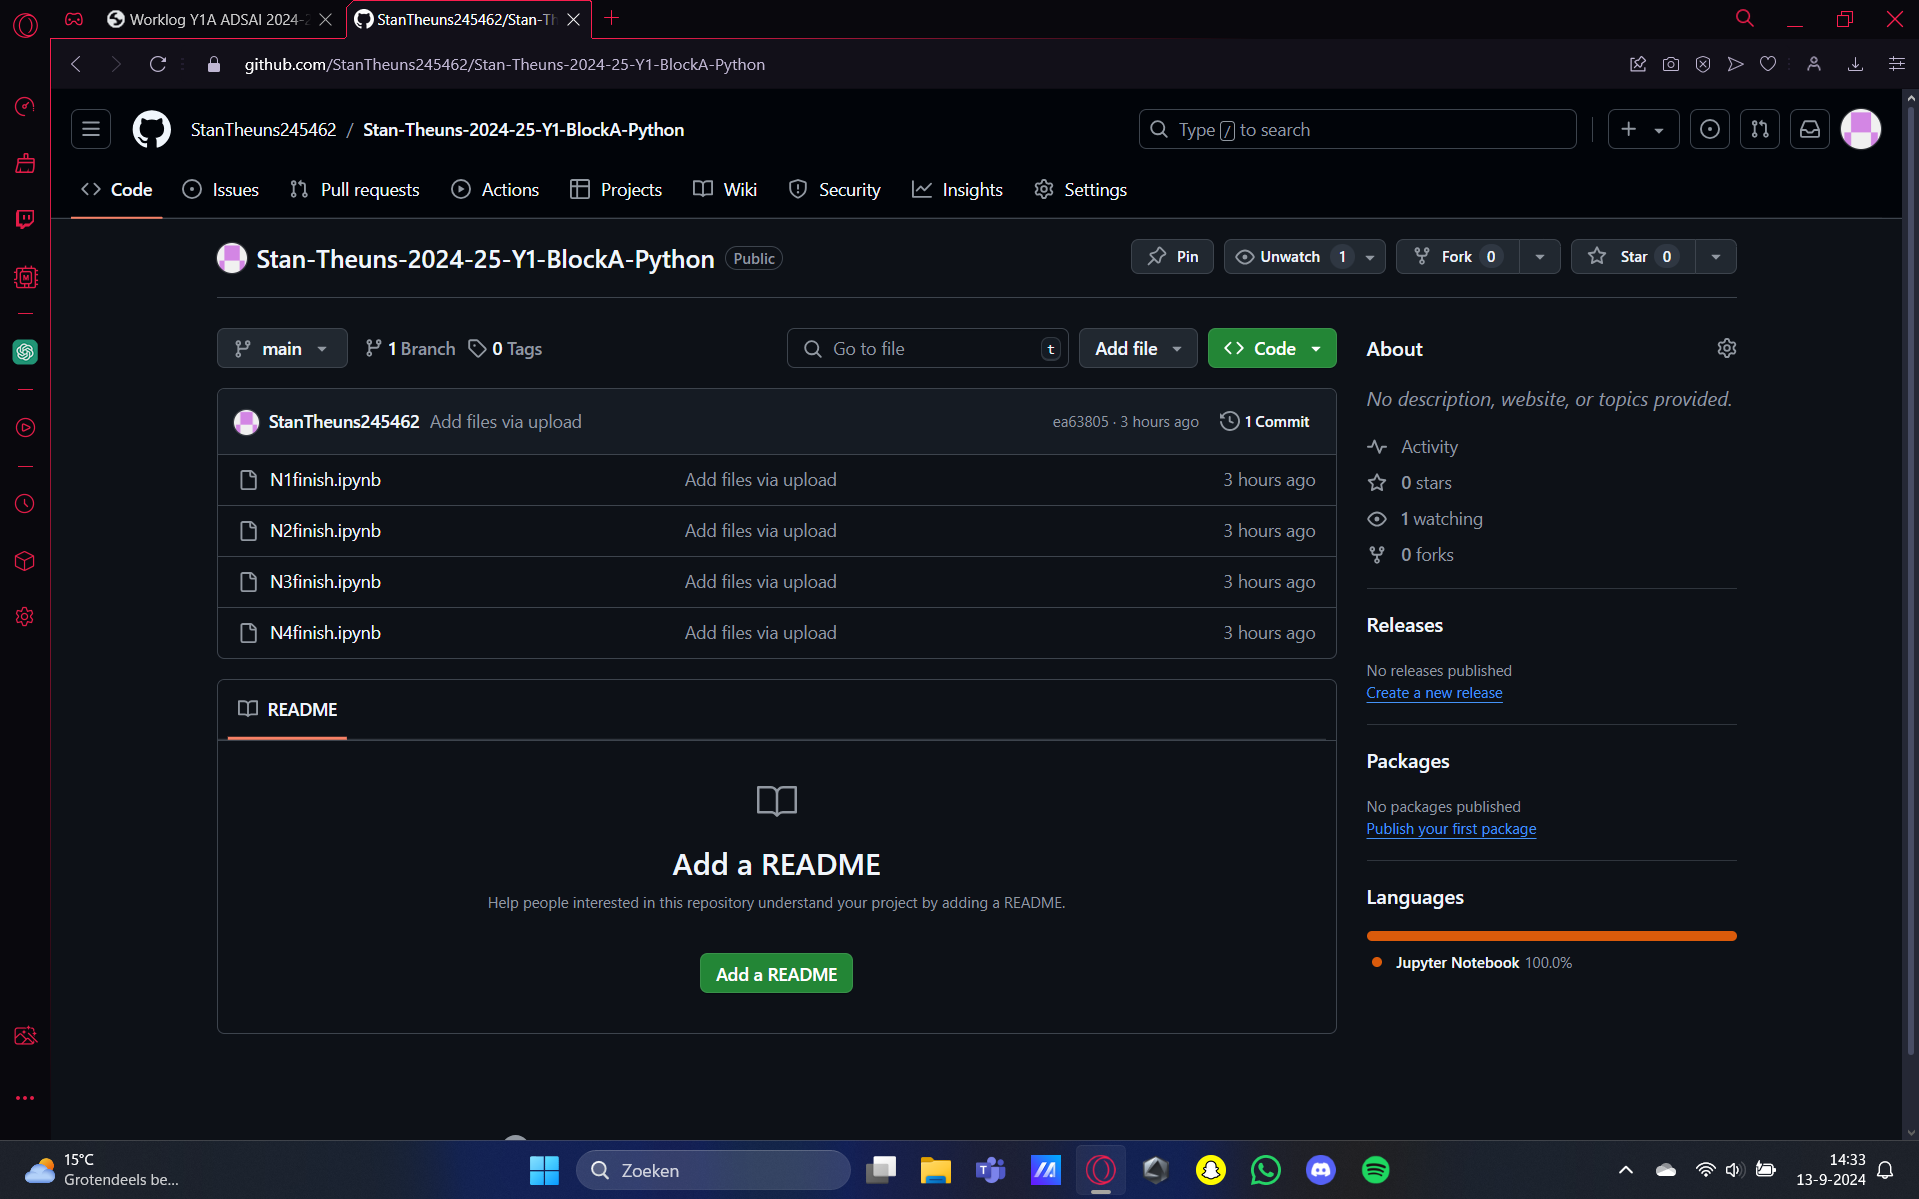 Worklog Y1A ADSAI 2024-2
StanTheuns245462/Stan-Th
github.com/StanTheuns245462/Stan-Theuns-2024-25-Y1-BlockA-Python
StanTheuns245462 / Stan-Theuns-2024-25-Y1-BlockA-Python
Type / to search
Code Issues Pull requests Actions Projects Wiki Security Insights Settings
Stan-Theuns-2024-25-Y1-BlockA-Python Public
Pin Unwatch 1 Fork 0 Star 0
main 1 Branch 0 Tags Go to file t Add file Code
StanTheuns245462 Add files via upload ea63805 · 3 hours ago 1 Commit
N1finish.ipynb Add files via upload 3 hours ago
N2finish.ipynb Add files via upload 3 hours ago
N3finish.ipynb Add files via upload 3 hours ago
N4finish.ipynb Add files via upload 3 hours ago
README
Add a README
Help people interested in this repository understand your project by adding a README.
Add a README
About
No description, website, or topics provided.
Activity
0 stars
1 watching
0 forks
Releases
No releases published
Create a new release
Packages
No packages published
Publish your first package
Languages
Jupyter Notebook 100.0%
15°C
Grotendeels be...
Zoeken
14:33
13-9-2024